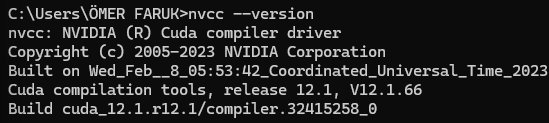 C:\Users\ÖMER FARUK>nvcc --version
nvcc: NVIDIA (R) Cuda compiler driver
Copyright (c) 2005-2023 NVIDIA Corporation
Built on Wed_Feb__8_05:53:42_Coordinated_Universal_Time_2023
Cuda compilation tools, release 12.1, V12.1.66
Build cuda_12.1.r12.1/compiler.32415258_0